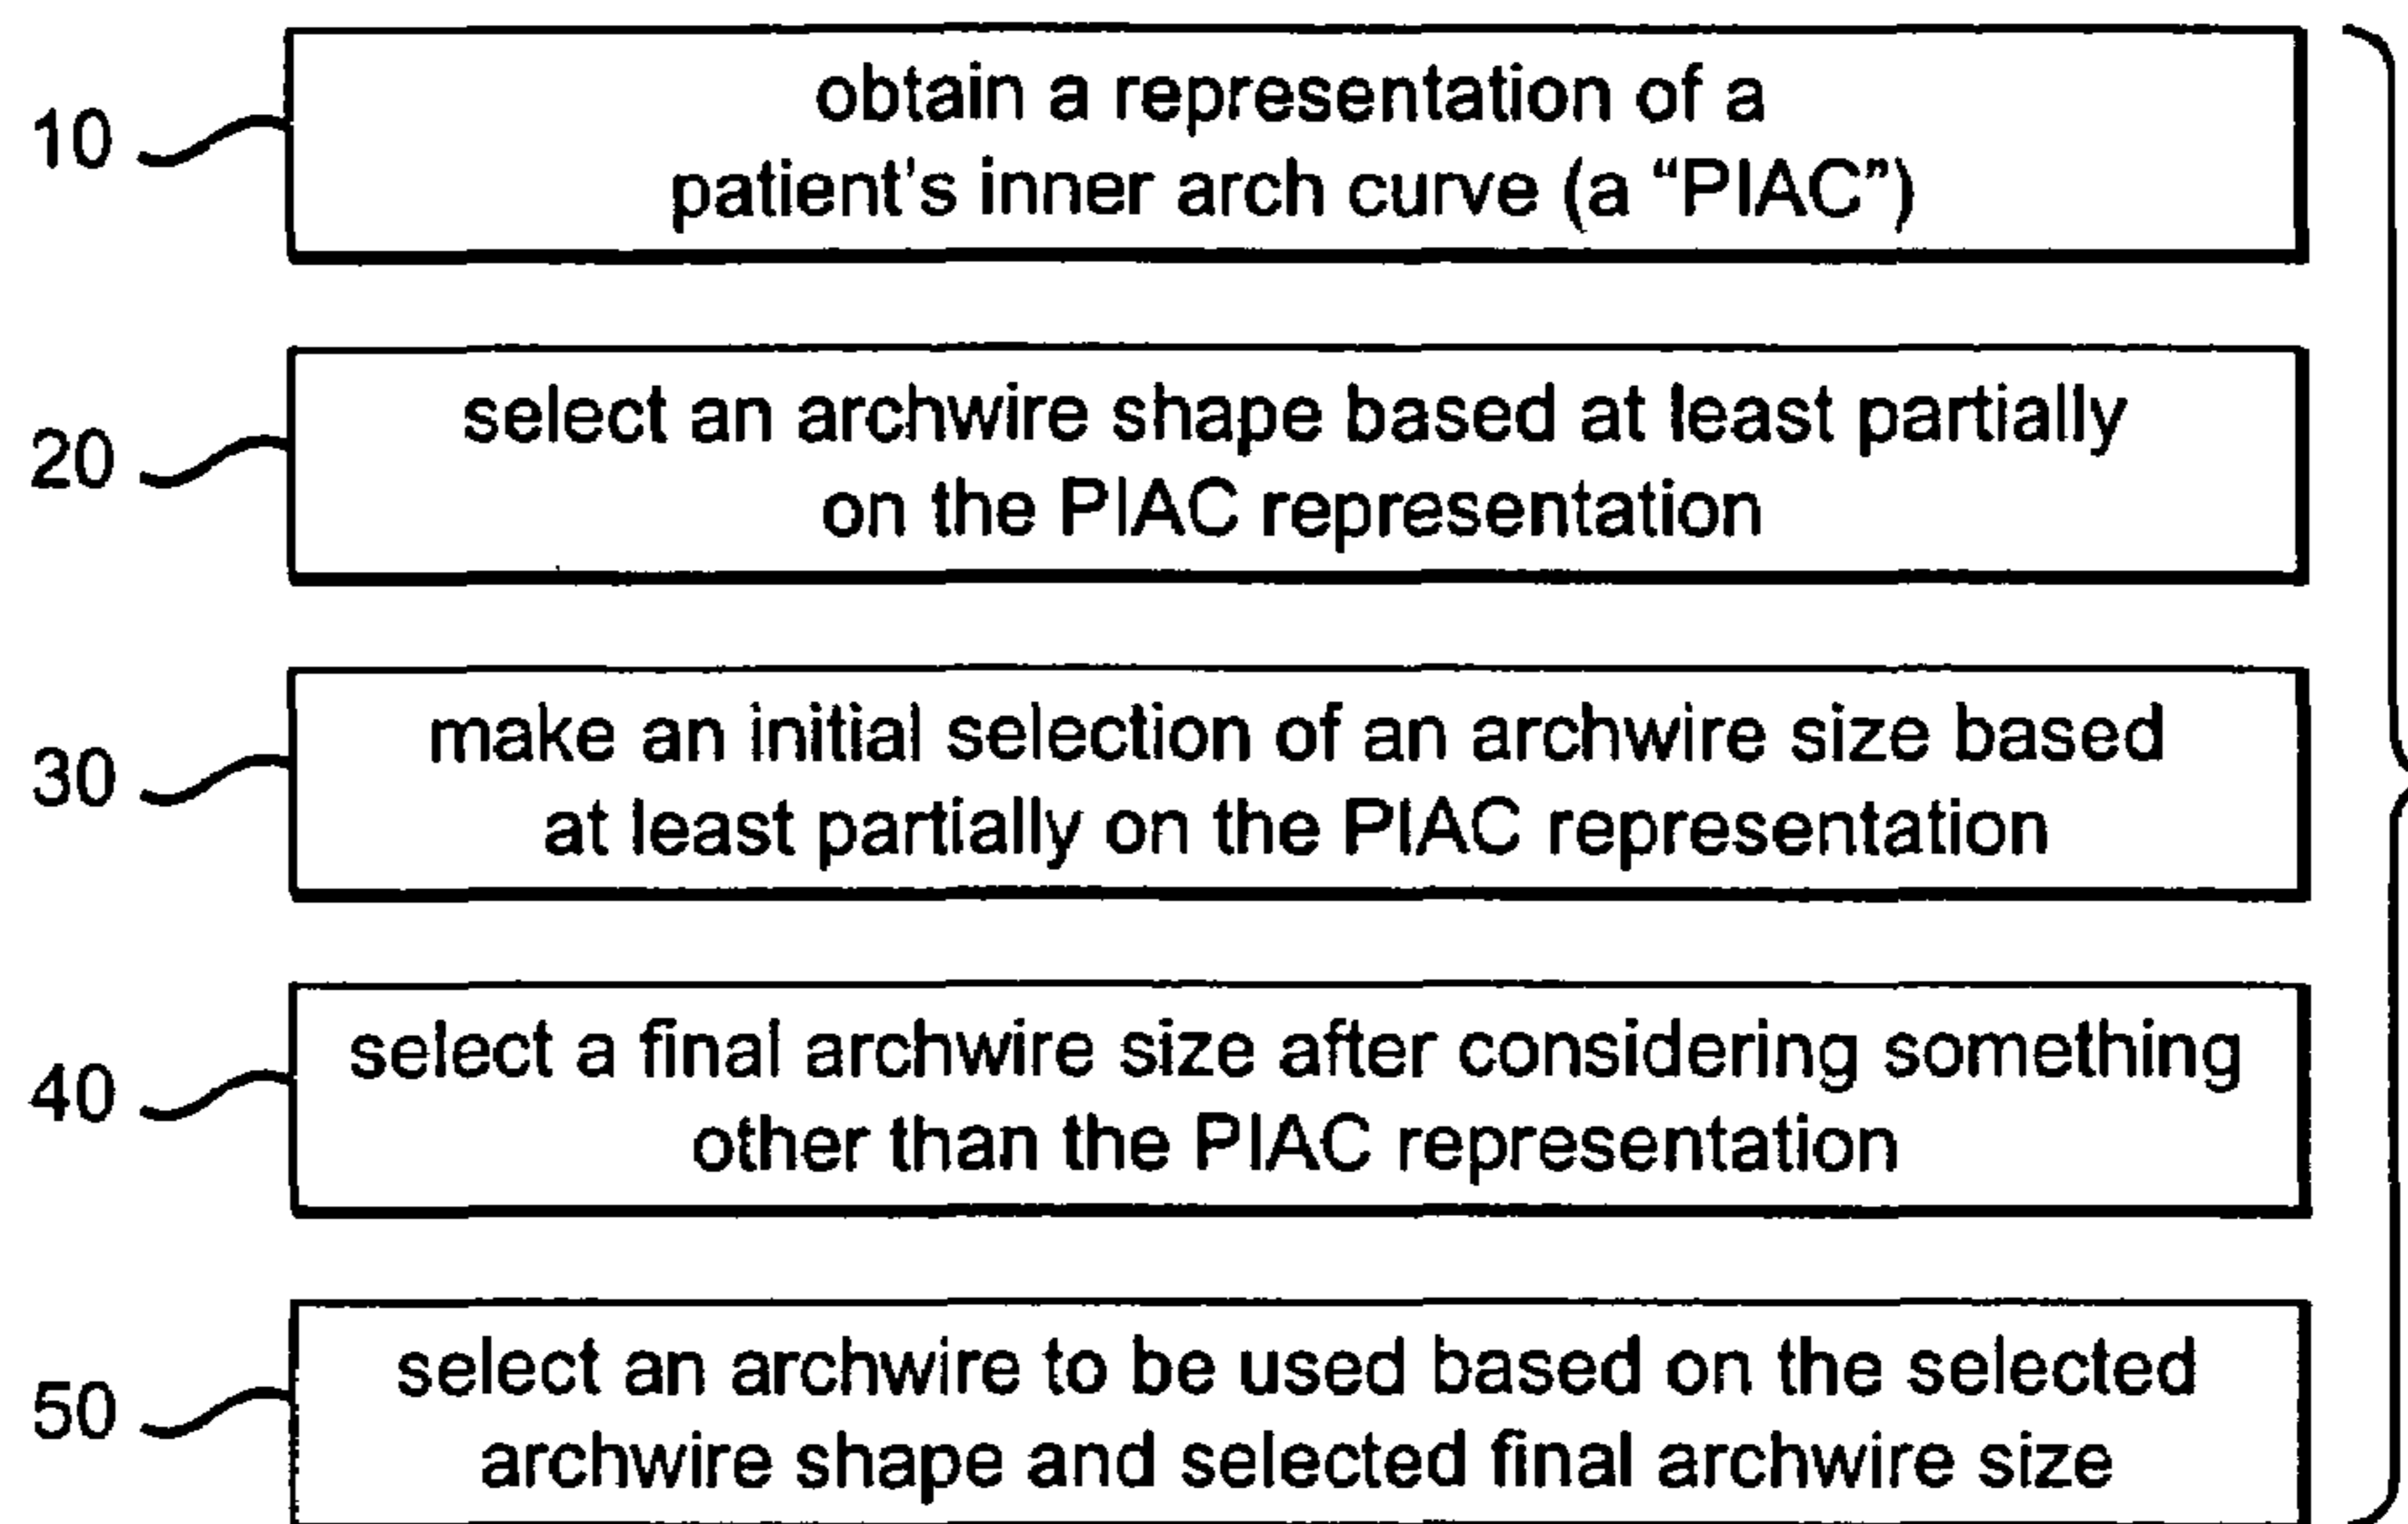 10
obtain a representation of a
patient's inner arch curve (a “PIAC”)
20
select an archwire shape based at least partially
on the PIAC representation
30
make an initial selection of an archwire size based
at least partially on the PIAC representation
40
select a final archwire size after considering something
other than the PIAC representation
50
select an archwire to be used based on the selected
archwire shape and selected final archwire size